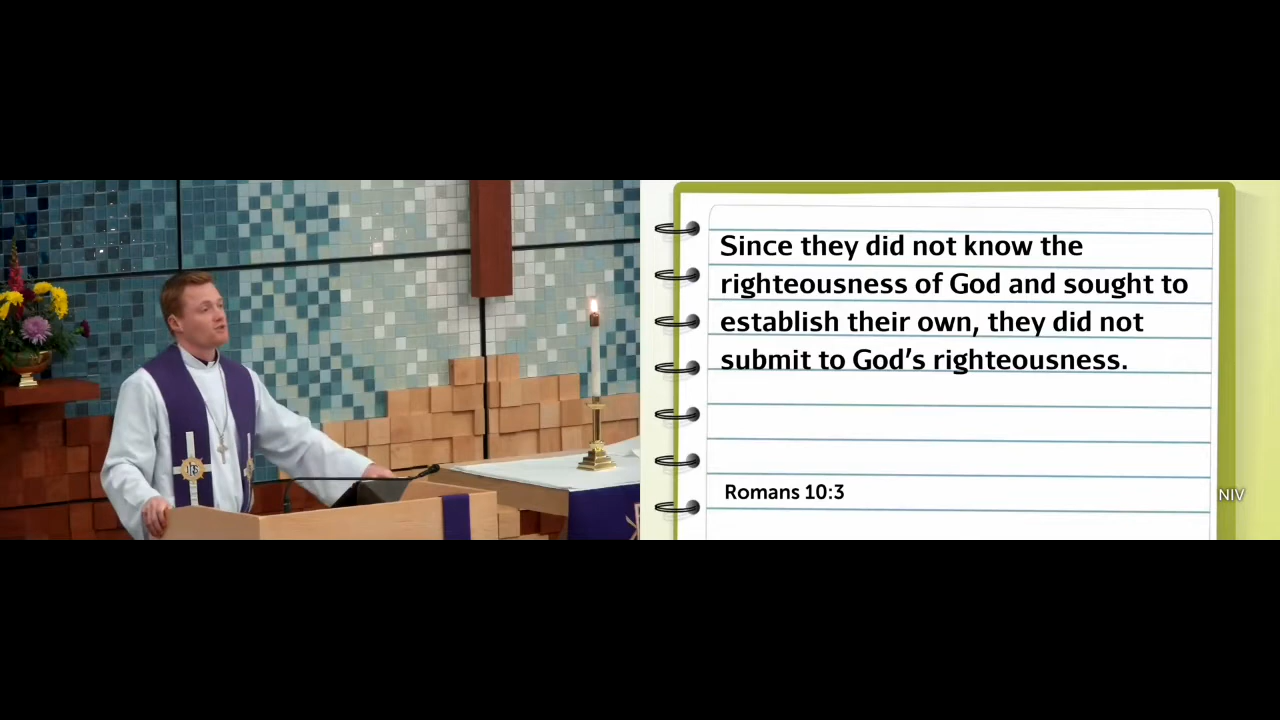 Since they did not know the
righteousness of God and sought to
establish their own, they did not
submit to God’s righteousness.
Romans 10:3
NIV
IHS